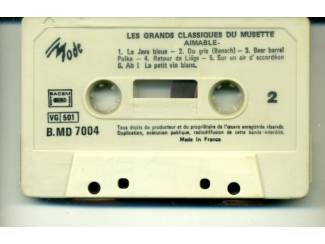 Mode
LES GRANDS CLASSIQUES DU MUSETTE
AIMABLE-
1. La Java bleue - 2. Du gris (Benech) - 3. Beer barrel
Polka - 4. Retour de Liège - 5. Sur un air d'accordéon
6. Ah ! Le petit vin blanc.
SACEM
VG 501
B.MD 7004
2
Tous droits du producteur et du propriétaire de l'œuvre enregistrée réservés.
Duplication, exécution publique, radiodiffusion de cette bande-interdits.
Made in France